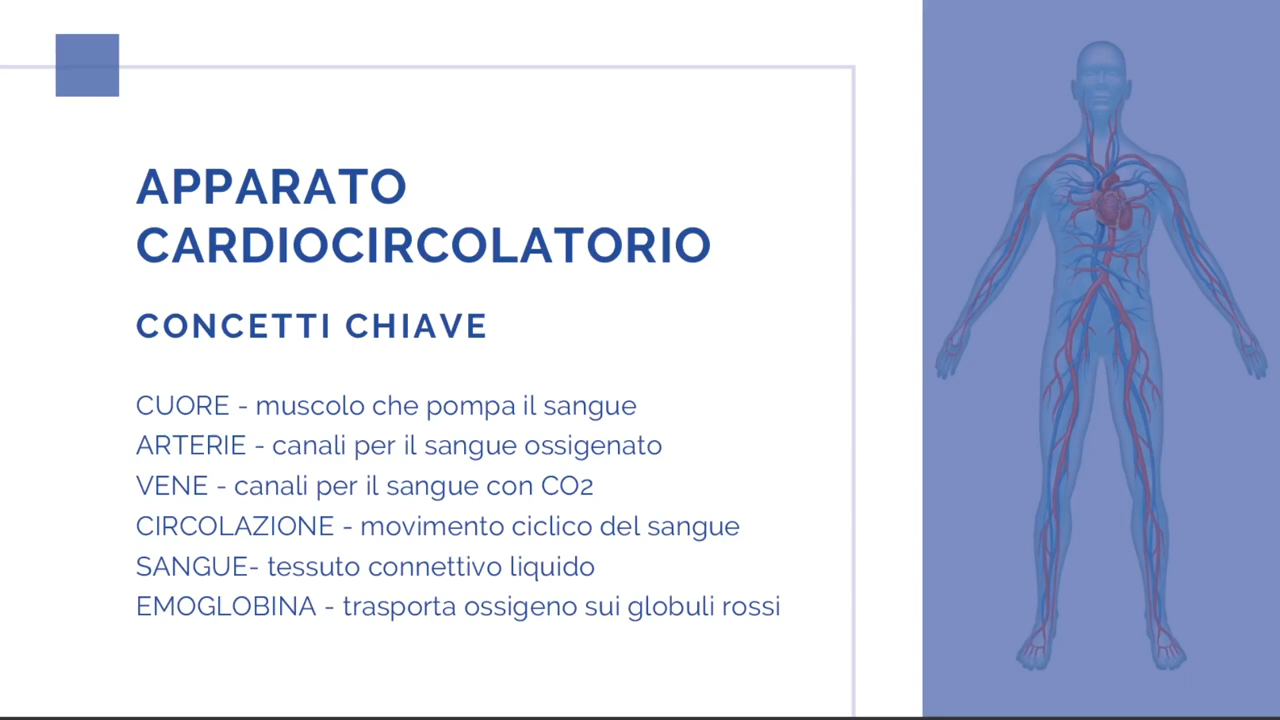 APPARATO
CARDIOCIRCOLATORIO
CONCETTI CHIAVE
CUORE - muscolo che pompa il sangue
ARTERIE - canali per il sangue ossigenato
VENE - canali per il sangue con CO2
CIRCOLAZIONE - movimento ciclico del sangue
SANGUE- tessuto connettivo liquido
EMOGLOBINA - trasporta ossigeno sui globuli rossi